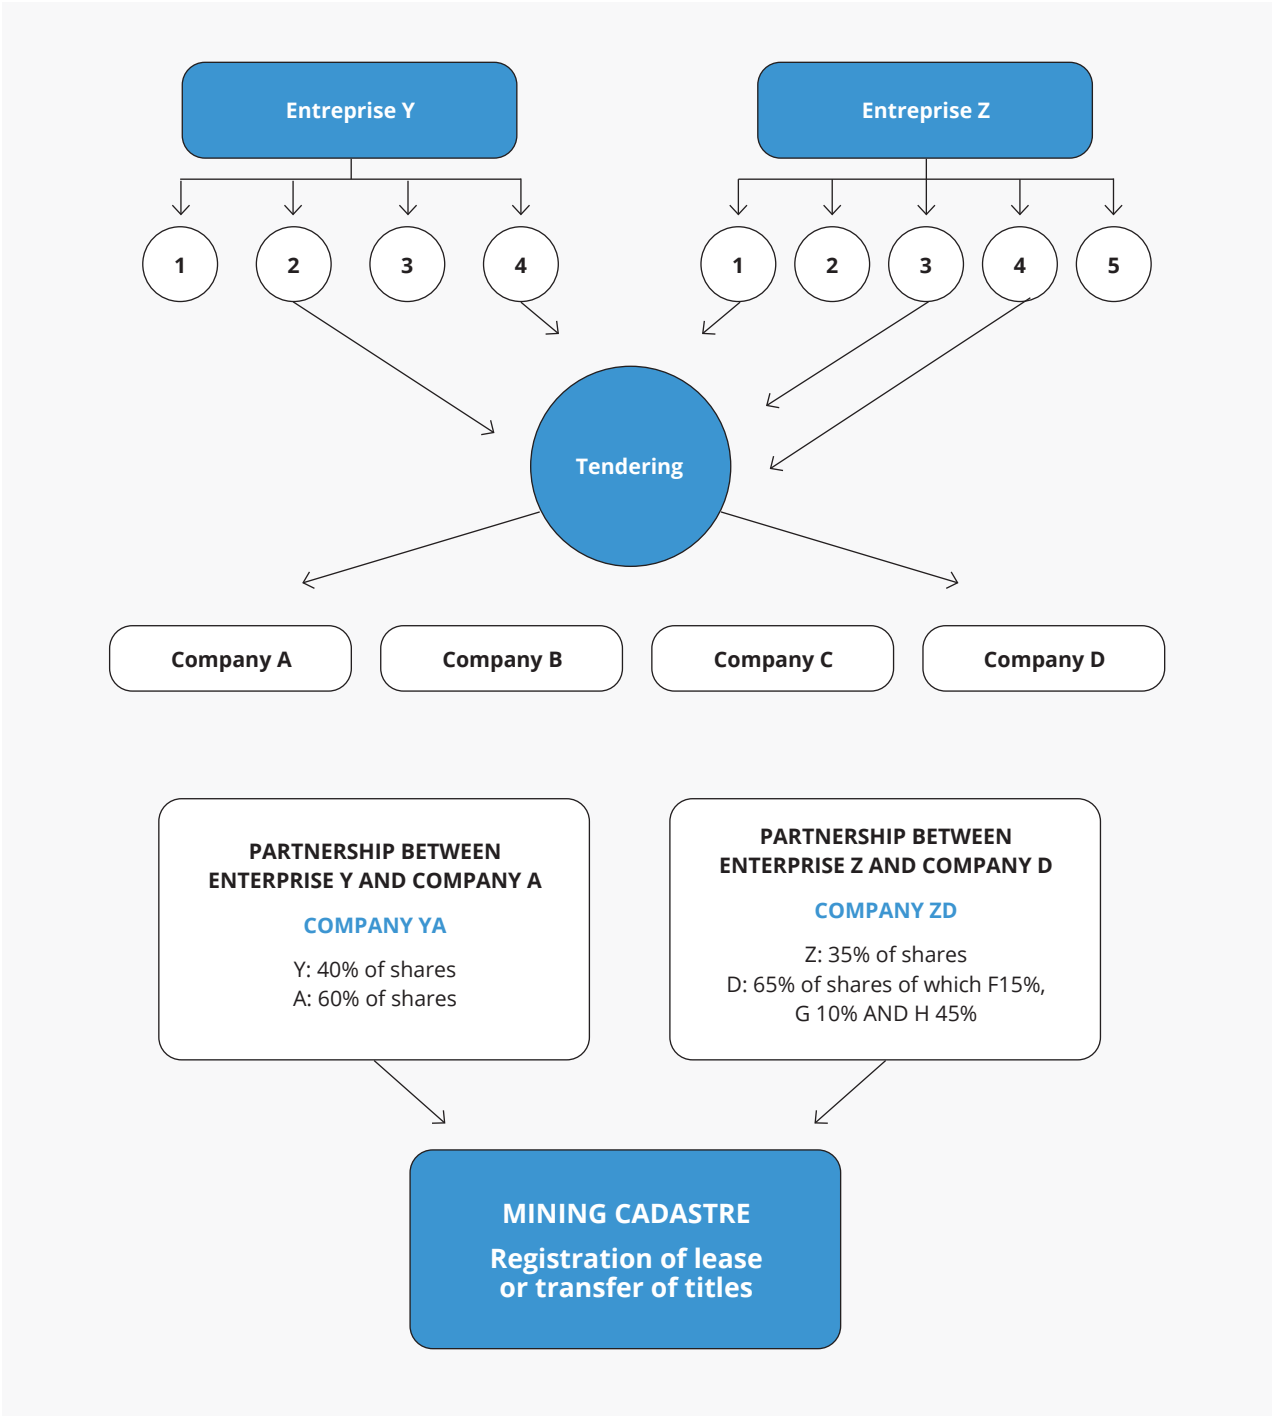 Entreprise Y
Entreprise Z
1
2
3
4
1
2
3
4
5
Tendering
Company A
Company B
Company C
Company D
PARTNERSHIP BETWEEN
ENTERPRISE Y AND COMPANY A
COMPANY YA
Y: 40% of shares
A: 60% of shares
PARTNERSHIP BETWEEN
ENTERPRISE Z AND COMPANY D
COMPANY ZD
Z: 35% of shares
D: 65% of shares of which F15%,
G 10% AND H 45%
MINING CADASTRE
Registration of lease
or transfer of titles